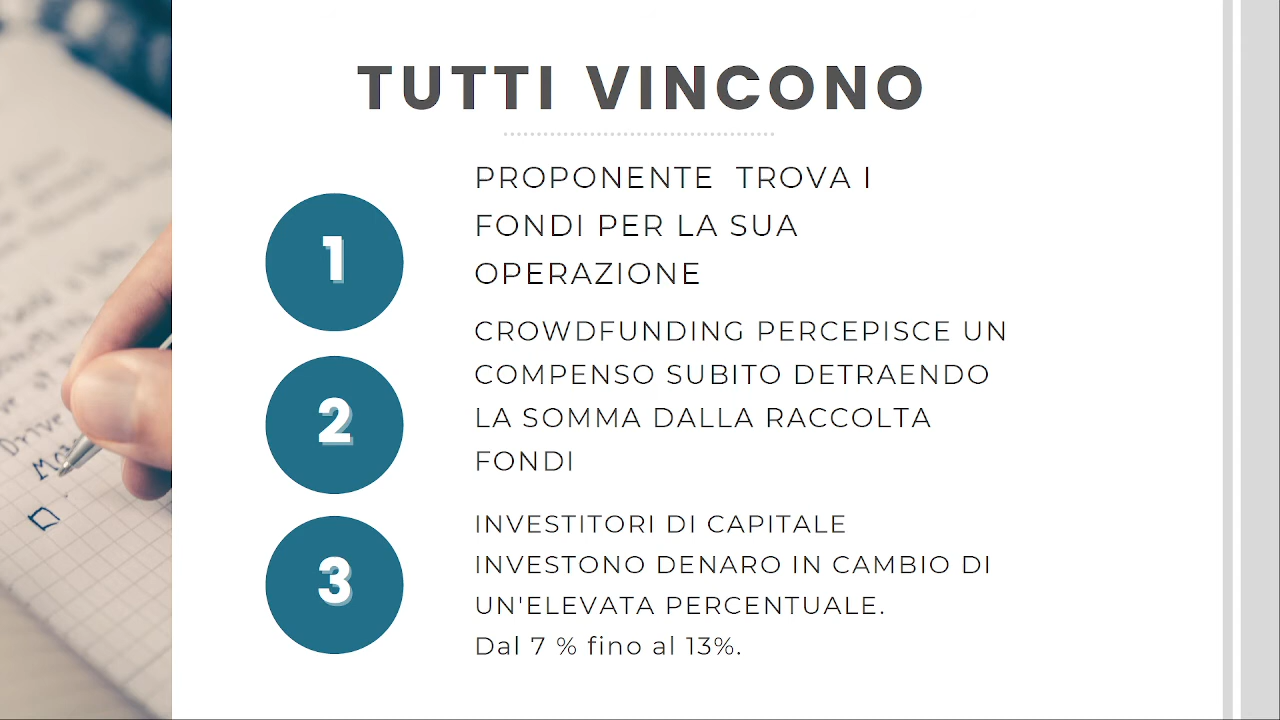 TUTTI VINCONO
1
PROPONENTE TROVA I
FONDI PER LA SUA
OPERAZIONE
2
CROWDFUNDING PERCEPISCE UN
COMPENSO SUBITO DETRAENDO
LA SOMMA DALLA RACCOLTA
FONDI
3
INVESTITORI DI CAPITALE
INVESTONO DENARO IN CAMBIO DI
UN'ELEVATA PERCENTUALE.
Dal 7 % fino al 13%.
Drive